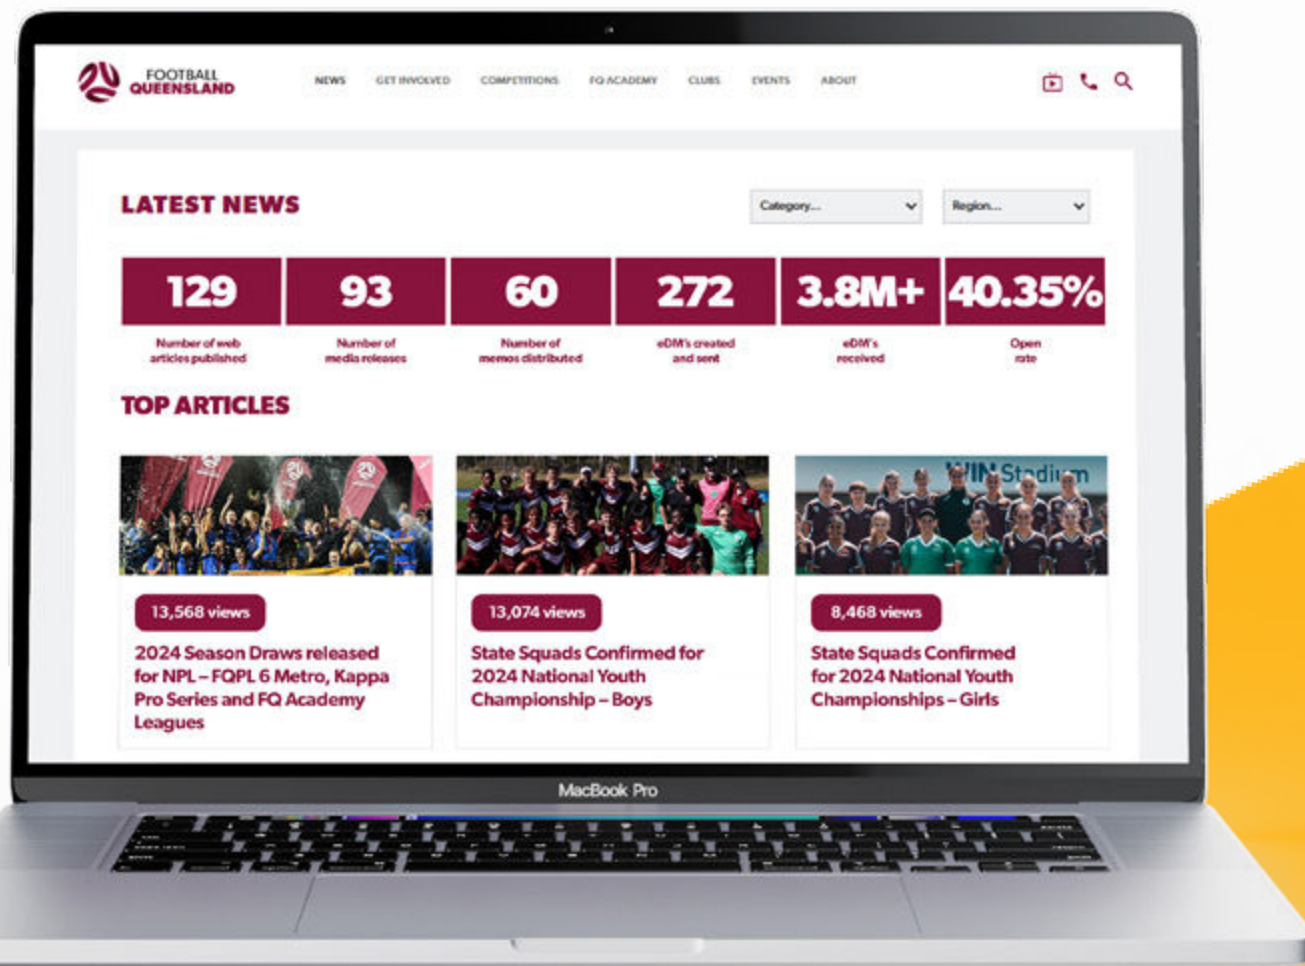 FOOTBALL
QUEENSLAND
NEWS GET INVOLVED COMPETITIONS FQ ACADEMY CLUBS EVENTS ABOUT
LATEST NEWS
Category...
Region...
129
93
60
272
3.8M+
40.35%
Number of web
articles published
Number of
media releases
Number of
memos distributed
eDM's created
and sent
eDM's
received
Open
rate
TOP ARTICLES
WIN Stadium
13,568 views
2024 Season Draws released
for NPL – FQPL 6 Metro, Kappa
Pro Series and FQ Academy
Leagues
13,074 views
State Squads Confirmed for
2024 National Youth
Championship – Boys
8,468 views
State Squads Confirmed
for 2024 National Youth
Championships – Girls
MacBook Pro